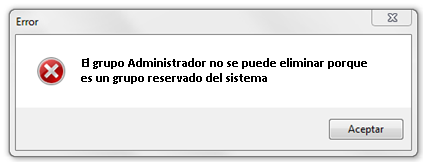 Error
El grupo Administrador no se puede eliminar porque
es un grupo reservado del sistema
Aceptar